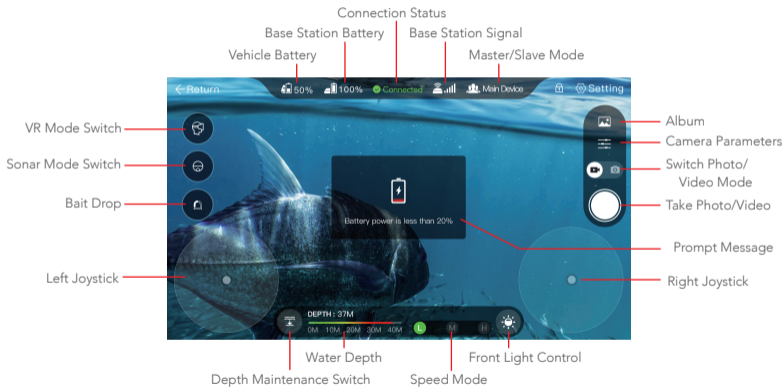 Connection Status
Base Station Battery
Base Station Signal
Vehicle Battery
Master/Slave Mode
Return
50%
100%
Connected
Main Device
Setting
VR Mode Switch
Sonar Mode Switch
Bait Drop
Left Joystick
Album
Camera Parameters
Switch Photo/
Video Mode
Take Photo/Video
Prompt Message
Right Joystick
Battery power is less than 20%
DEPTH : 37M
0M 10M 20M 30M 40M
L M H
Water Depth
Front Light Control
Depth Maintenance Switch
Speed Mode